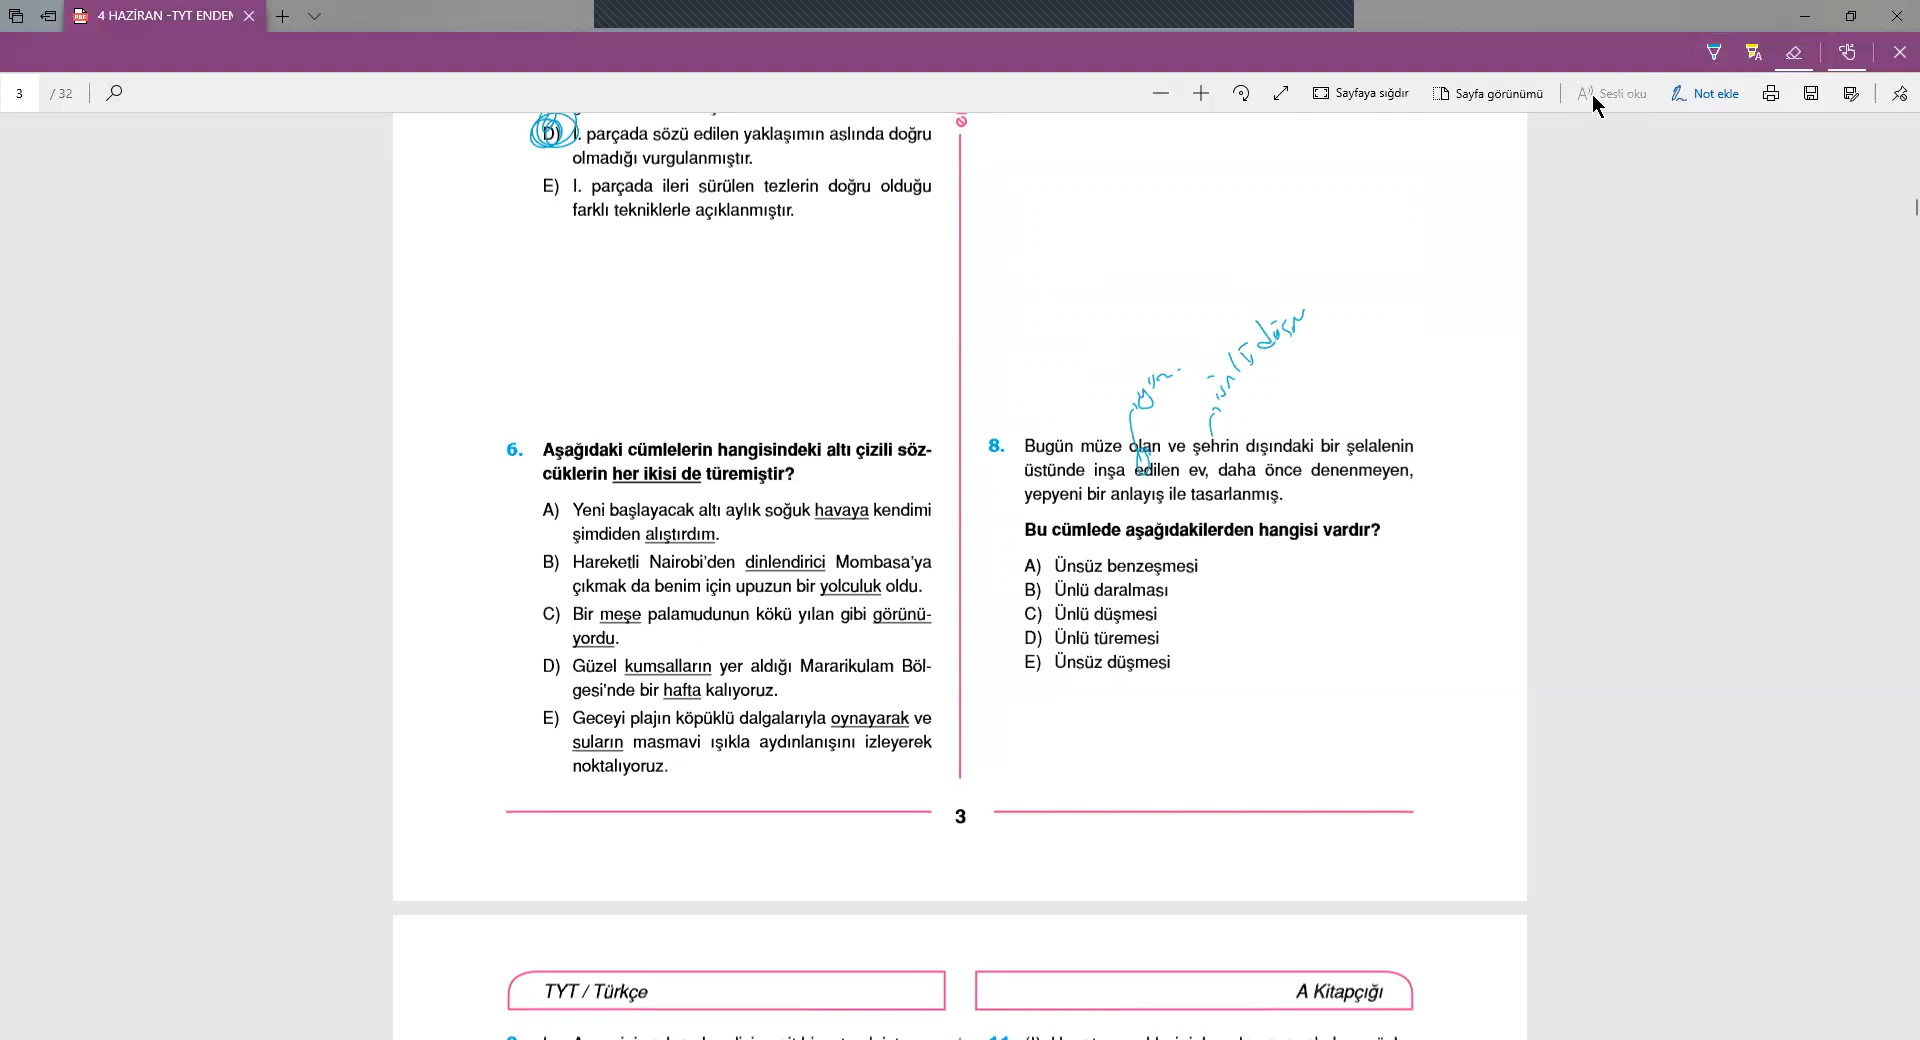 4 HAZİRAN -TYT ENDEM
3 / 32
Sayfaya sığdır
Sayfa görünümü
Sesli oku
Not ekle
D) I. parçada sözü edilen yaklaşımın aslında doğru
olmadığı vurgulanmıştır.
E) I. parçada ileri sürülen tezlerin doğru olduğu
farklı tekniklerle açıklanmıştır.
6. Aşağıdaki cümlelerin hangisindeki altı çizili söz-
cüklerin her ikisi de türemiştir?
A) Yeni başlayacak altı aylık soğuk havaya kendimi
şimdiden alıştırdım.
B) Hareketli Nairobi'den dinlendirici Mombasa'ya
çıkmak da benim için upuzun bir yolculuk oldu.
C) Bir meşe palamudunun kökü yılan gibi görünü-
yordu.
D) Güzel kumsalların yer aldığı Mararikulam Böl-
gesi'nde bir hafta kalıyoruz.
E) Geceyi plajın köpüklü dalgalarıyla oynayarak ve
suların masmavi ışıkla aydınlanışını izleyerek
noktalıyoruz.
ünlü düşm
8. Bugün müze olan ve şehrin dışındaki bir şelalenin
üstünde inşa edilen ev, daha önce denenmeyen,
yepyeni bir anlayış ile tasarlanmış.
Bu cümlede aşağıdakilerden hangisi vardır?
A) Ünsüz benzeşmesi
B) Ünlü daralması
C) Ünlü düşmesi
D) Ünlü türemesi
E) Ünsüz düşmesi
3
TYT / Türkçe
A Kitapçığı